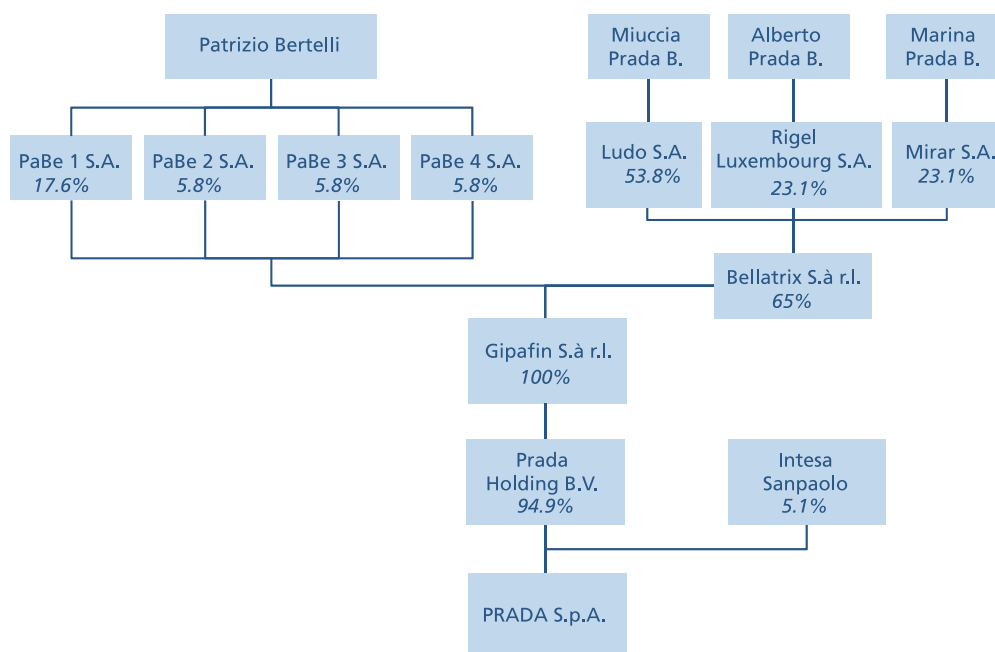 Patrizio Bertelli
Miuccia
Prada B.
Alberto
Prada B.
Marina
Prada B.
PaBe 1 S.A.
17.6%
PaBe 2 S.A.
5.8%
PaBe 3 S.A.
5.8%
PaBe 4 S.A.
5.8%
Ludo S.A.
53.8%
Rigel
Luxembourg S.A.
23.1%
Mirar S.A.
23.1%
Bellatrix S.à r.l.
65%
Gipafin S.à r.l.
100%
Prada
Holding B.V.
94.9%
Intesa
Sanpaolo
5.1%
PRADA S.p.A.